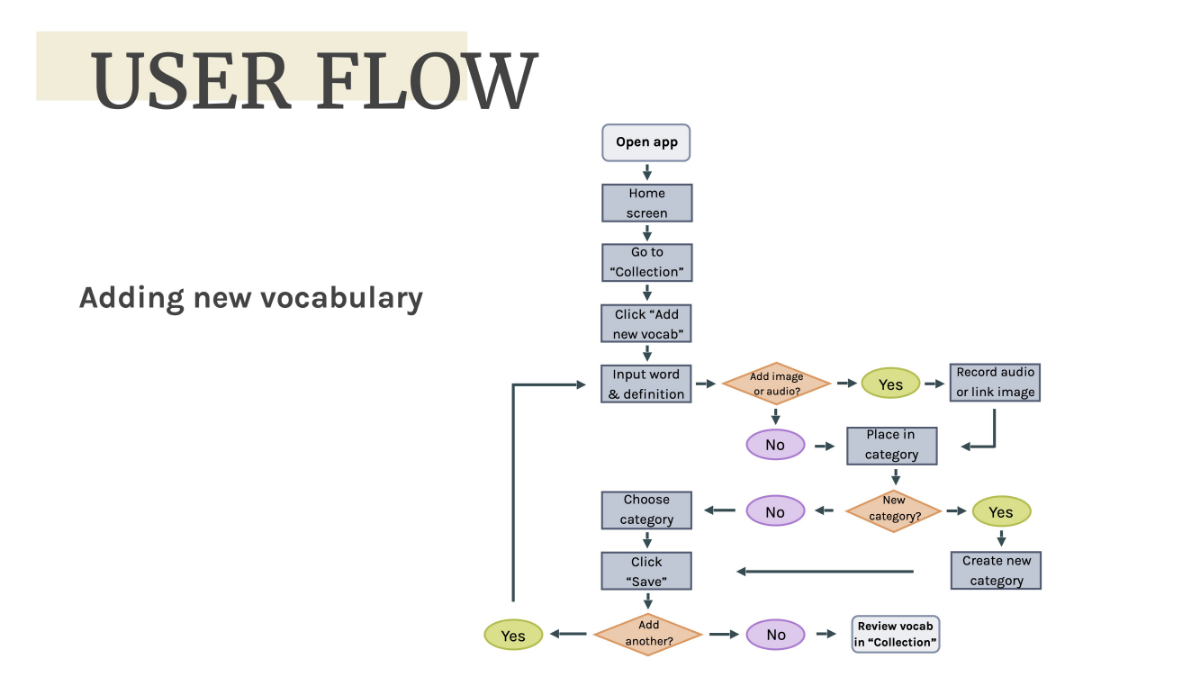 USER FLOW
Adding new vocabulary
Open app
Home
screen
Go to
“Collection”
Click “Add
new vocab”
Input word
& definition
Add image
or audio?
Yes
Record audio
or link image
No
Place in
category
Choose
category
No
New
category?
Yes
Click
“Save”
Create new
category
Yes
Add
another?
No
Review vocab
in “Collection”